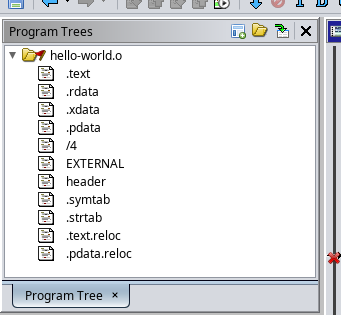 Program Trees
hello-world.o
.text
.rdata
.xdata
.pdata
/4
EXTERNAL
header
.symtab
.strtab
.text.reloc
.pdata.reloc
Program Tree ×